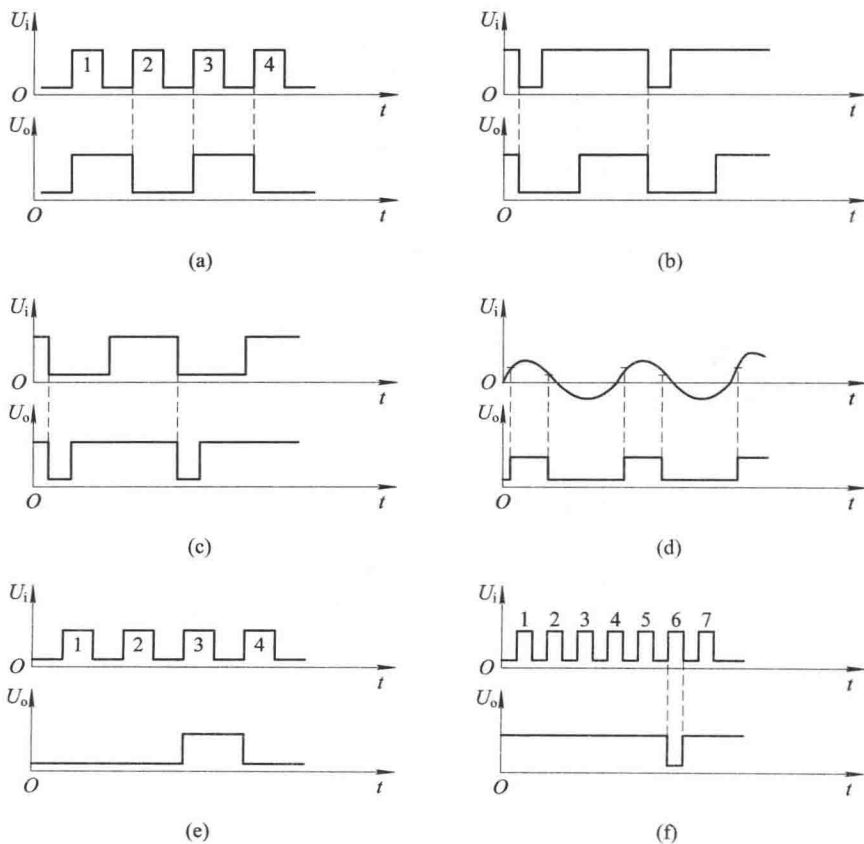 Ui
1 2 3 4
O t
Uo
O t
(a)
Ui
O t
Uo
O t
(b)
Ui
O t
Uo
O t
(c)
Ui
O t
Uo
O t
(d)
Ui
1 2 3 4
O t
Uo
O t
(e)
Ui
1 2 3 4 5 6 7
O t
Uo
O t
(f)